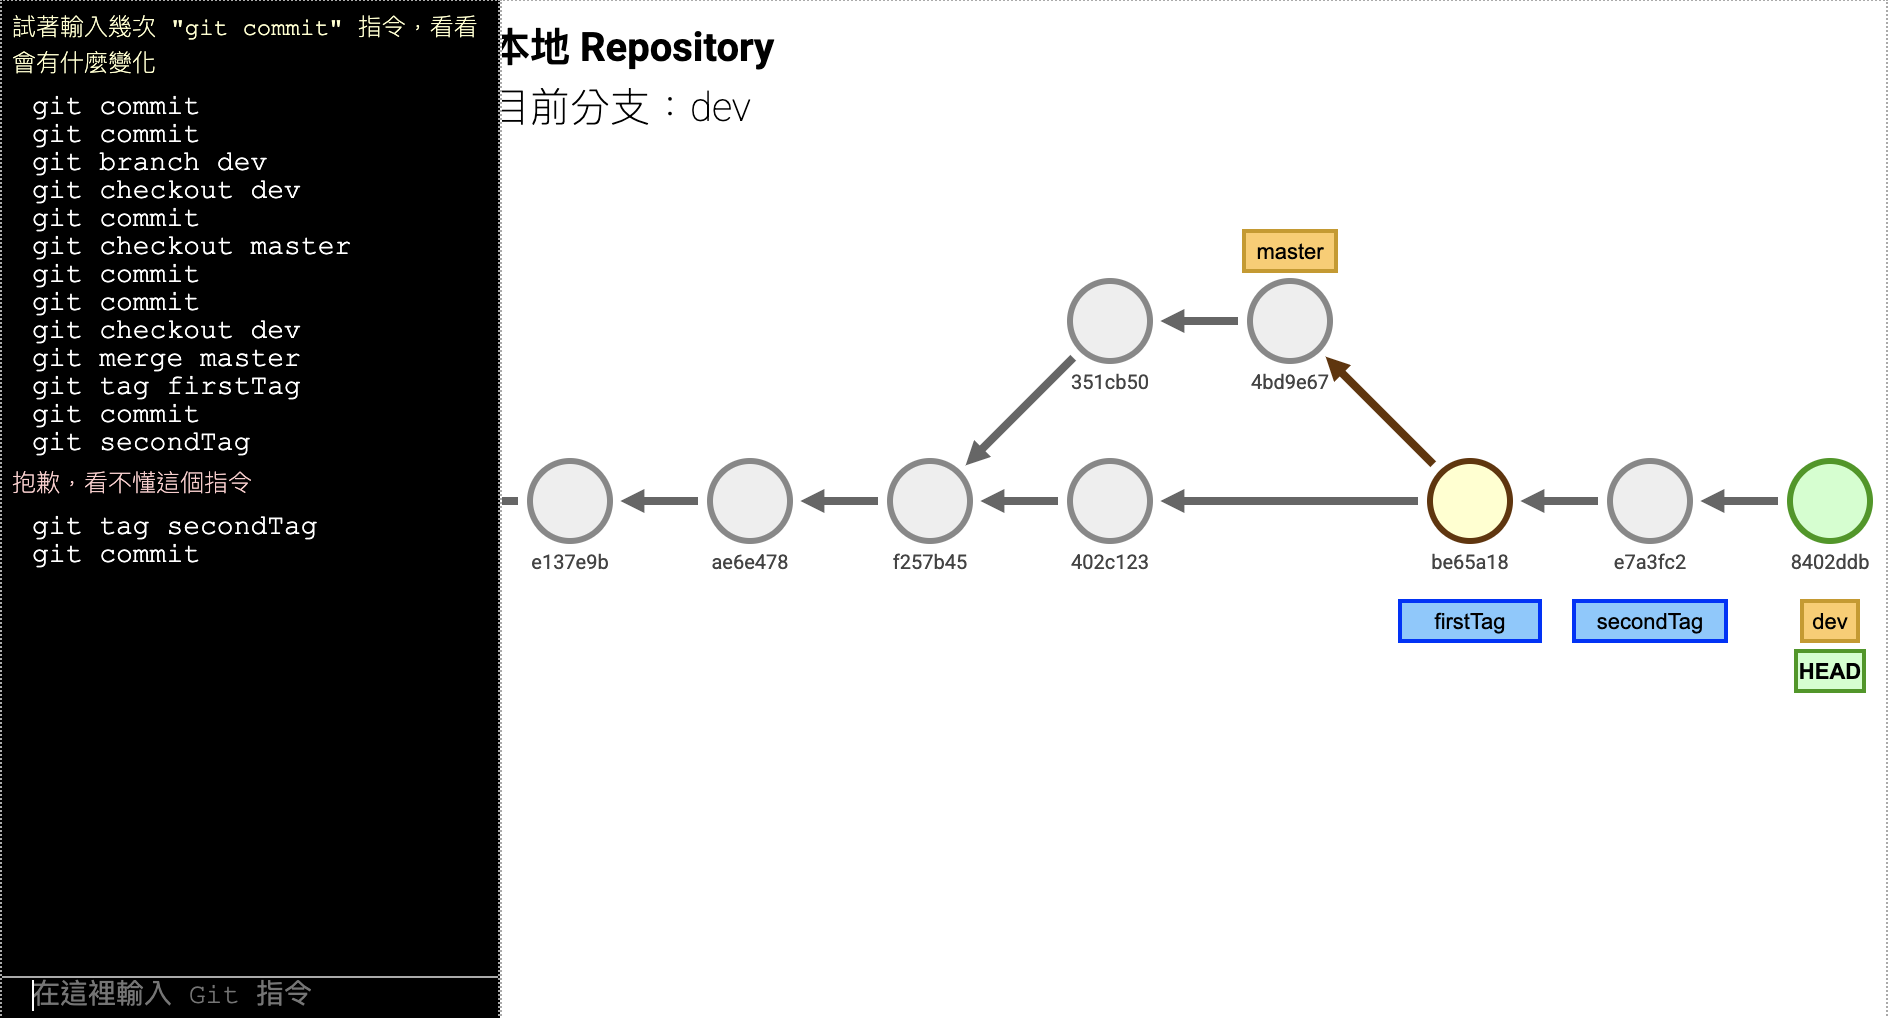 試著輸入幾次 "git commit" 指令，看看
會有什麼變化
git commit
git commit
git branch dev
git checkout dev
git commit
git checkout master
git commit
git commit
git checkout dev
git merge master
git tag firstTag
git commit
git secondTag
抱歉，看不懂這個指令
git tag secondTag
git commit
在這裡輸入 Git 指令
本地 Repository
目前分支：dev
master
351cb50
4bd9e67
e137e9b
ae6e478
f257b45
402c123
be65a18
e7a3fc2
8402ddb
firstTag
secondTag
dev
HEAD